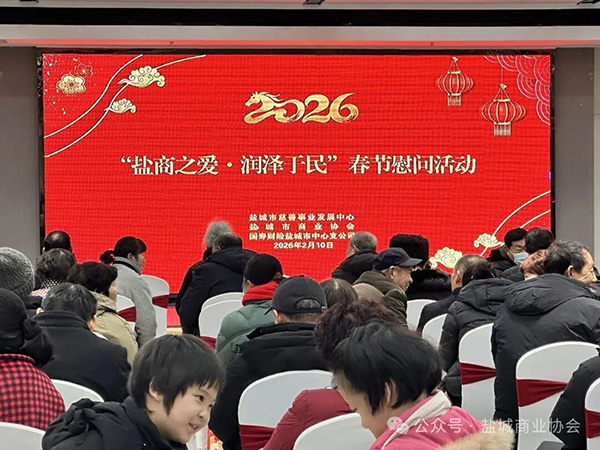 2026
“盐商之爱·润泽于民”春节慰问活动
盐城市慈善事业发展中心
盐城市商业协会
国寿财险盐城市中心支公司
2026年2月10日
公众号·盐城商业协会